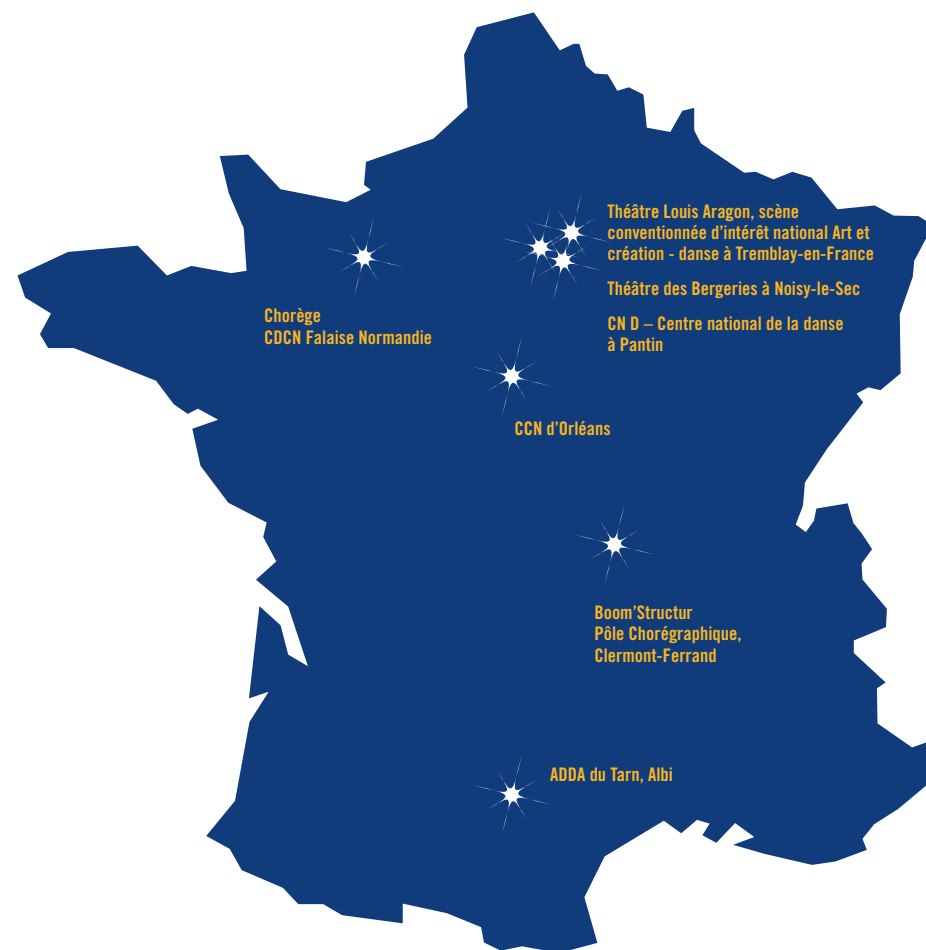 Théâtre Louis Aragon, scène
conventionnée d'intérêt national Art et
création - danse à Tremblay-en-France
Théâtre des Bergeries à Noisy-le-Sec
CN D – Centre national de la danse
à Pantin
Chorège
CDCN Falaise Normandie
CCN d'Orléans
Boom'Structur
Pôle Chorégraphique,
Clermont-Ferrand
ADDA du Tarn, Albi